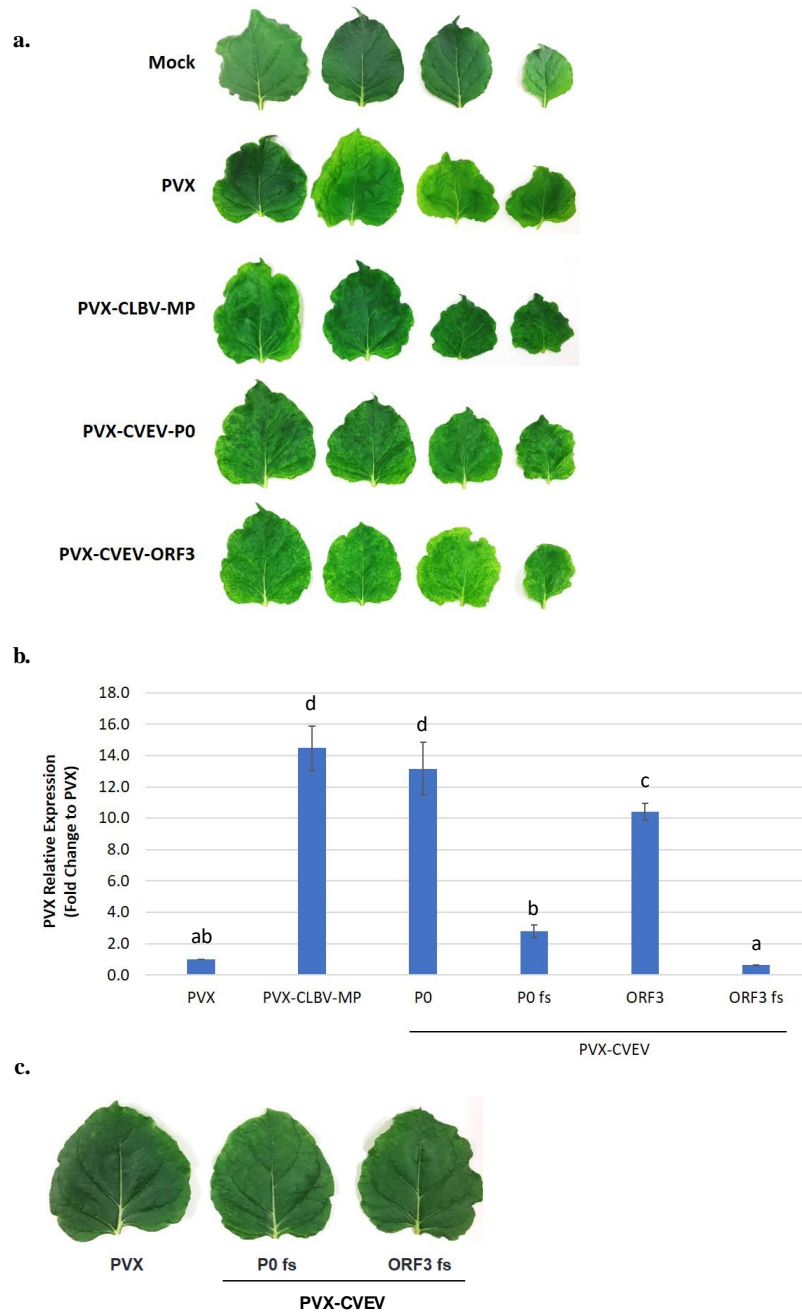 a.
Mock
PVX
PVX-CLBV-MP
PVX-CVEV-P0
PVX-CVEV-ORF3
b.
PVX Relative Expression
(Fold Change to PVX)
18.0
16.0
14.0
12.0
10.0
8.0
6.0
4.0
2.0
0.0
ab
d
d
b
c
a
PVX
PVX-CLBV-MP
P0
P0 fs
ORF3
ORF3 fs
PVX-CVEV
c.
PVX
P0 fs
ORF3 fs
PVX-CVEV